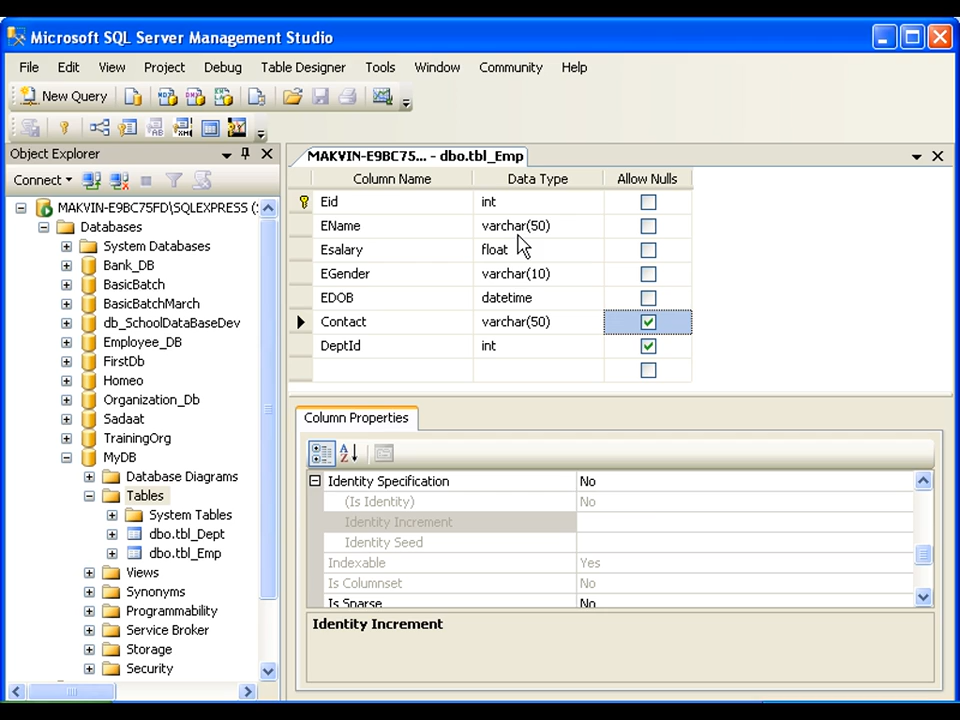 Microsoft SQL Server Management Studio
File Edit View Project Debug Table Designer Tools Window Community Help
New Query
Object Explorer
MAKVIN-E9BC75... - dbo.tbl_Emp
Connect
Column Name Data Type Allow Nulls
MAKVIN-E9BC75FD\SQLEXPRESS (
Databases
System Databases
Bank_DB
BasicBatch
BasicBatchMarch
db_SchoolDataBaseDev
Employee_DB
FirstDb
Homeo
Organization_Db
Sadaat
TrainingOrg
MyDB
Database Diagrams
Tables
System Tables
dbo.tbl_Dept
dbo.tbl_Emp
Views
Synonyms
Programmability
Service Broker
Storage
Security
Eid int
EName varchar(50)
Esalary float
EGender varchar(10)
EDOB datetime
Contact varchar(50)
DeptId int
Column Properties
Identity Specification No
(Is Identity) No
Identity Increment
Identity Seed
Indexable Yes
Is Columnset No
Is Sparse No
Identity Increment